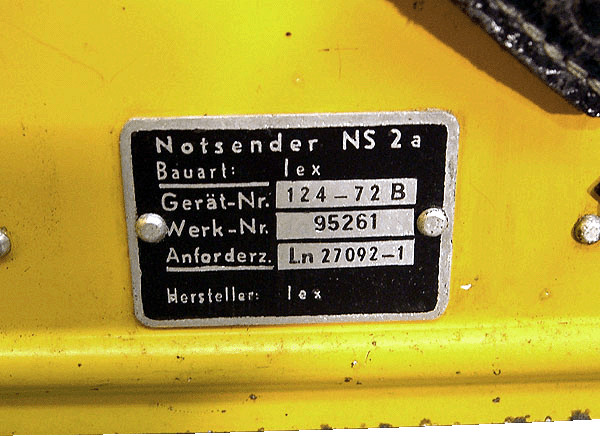 Notsender NS 2a
Bauart: lex
Gerät-Nr. 124-72 B
Werk-Nr. 95261
Anforderz. Ln 27092-1
Hersteller: lex